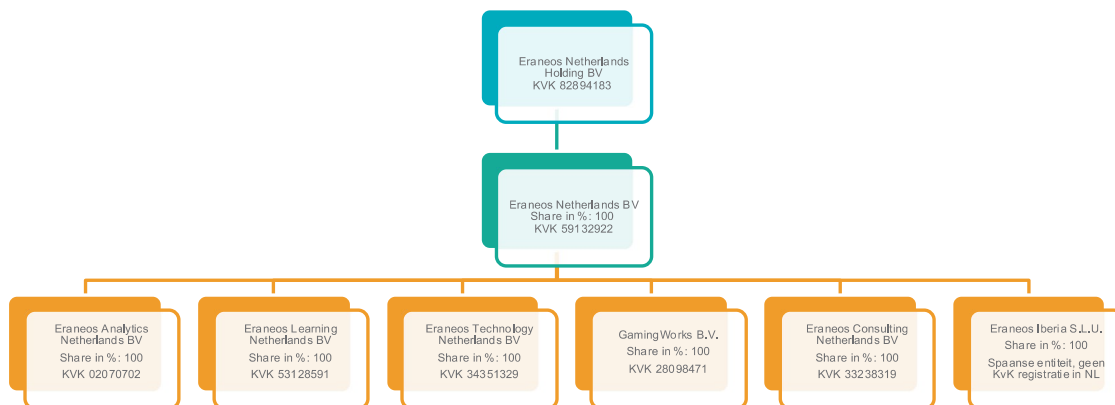 Eraneos Netherlands
Holding BV
KVK 82894183
Eraneos Netherlands BV
Share in %: 100
KVK 59132922
Eraneos Analytics
Netherlands BV
Share in %: 100
KVK 02070702
Eraneos Learning
Netherlands BV
Share in %: 100
KVK 53128591
Eraneos Technology
Netherlands BV
Share in %: 100
KVK 34351329
GamingWorks B.V.
Share in %: 100
KVK 28098471
Eraneos Consulting
Netherlands BV
Share in %: 100
KVK 33238319
Eraneos Iberia S.L.U.
Share in %: 100
Spaanse entiteit, geen
KvK registratie in NL